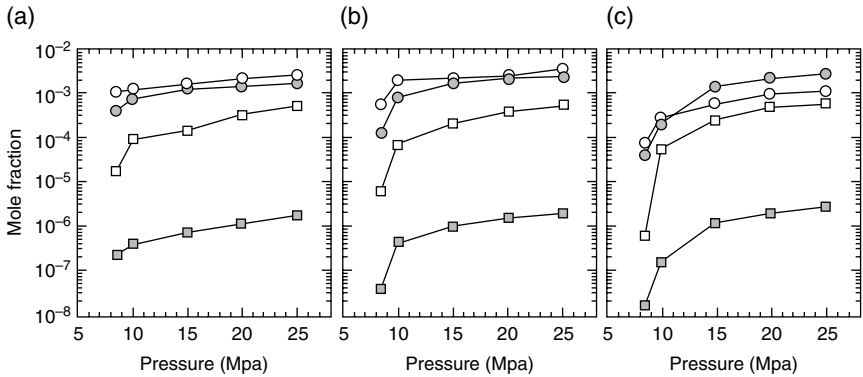 (a) (b) (c)
10⁻²
10⁻³
10⁻⁴
10⁻⁵
10⁻⁶
10⁻⁷
10⁻⁸
Mole fraction
5 10 15 20 25 5 10 15 20 25 5 10 15 20 25
Pressure (Mpa) Pressure (Mpa) Pressure (Mpa)